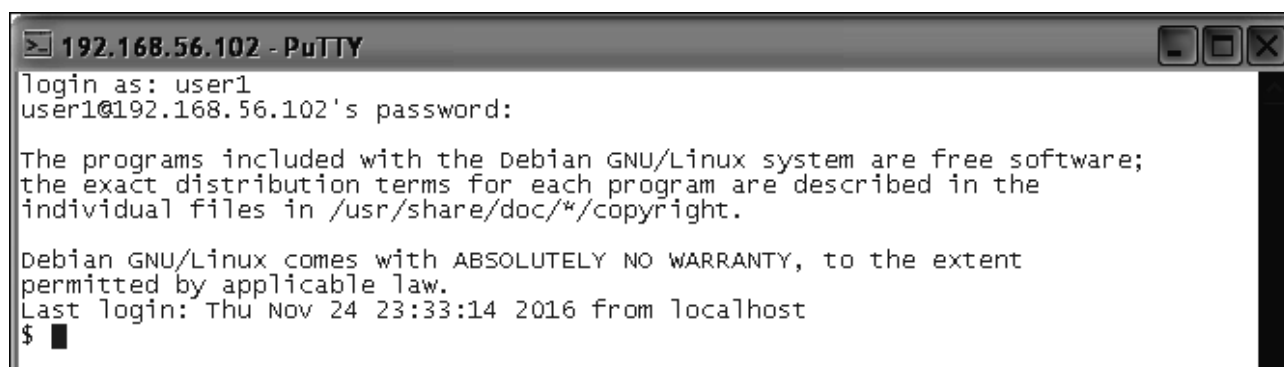 192.168.56.102 - PuTTY
login as: user1
user1@192.168.56.102's password:
The programs included with the Debian GNU/Linux system are free software;
the exact distribution terms for each program are described in the
individual files in /usr/share/doc/*/copyright.
Debian GNU/Linux comes with ABSOLUTELY NO WARRANTY, to the extent
permitted by applicable law.
Last login: Thu Nov 24 23:33:14 2016 from localhost
$